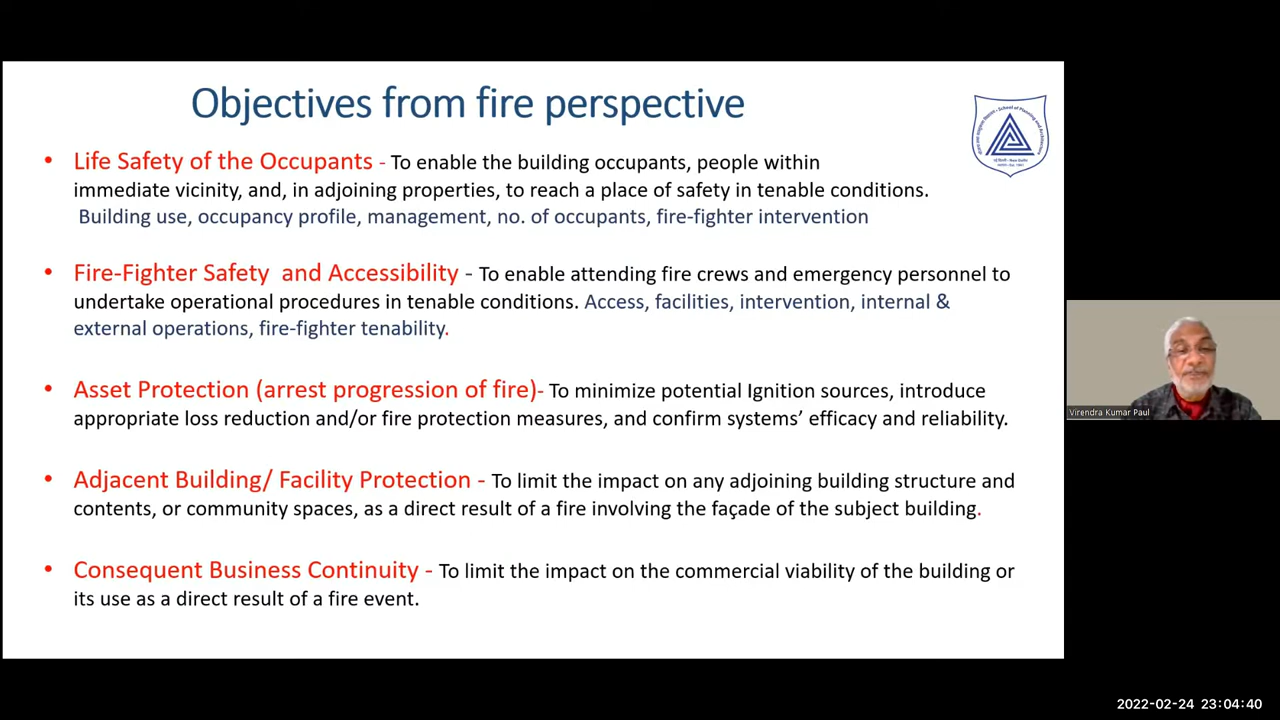 Objectives from fire perspective
• Life Safety of the Occupants - To enable the building occupants, people within
immediate vicinity, and, in adjoining properties, to reach a place of safety in tenable conditions.
Building use, occupancy profile, management, no. of occupants, fire-fighter intervention
• Fire-Fighter Safety and Accessibility - To enable attending fire crews and emergency personnel to
undertake operational procedures in tenable conditions. Access, facilities, intervention, internal &
external operations, fire-fighter tenability.
• Asset Protection (arrest progression of fire)- To minimize potential Ignition sources, introduce
appropriate loss reduction and/or fire protection measures, and confirm systems’ efficacy and reliability.
• Adjacent Building/ Facility Protection - To limit the impact on any adjoining building structure and
contents, or community spaces, as a direct result of a fire involving the façade of the subject building.
• Consequent Business Continuity - To limit the impact on the commercial viability of the building or
its use as a direct result of a fire event.
School of Planning and Architecture
Virendra Kumar Paul
2022-02-24 23:04:40